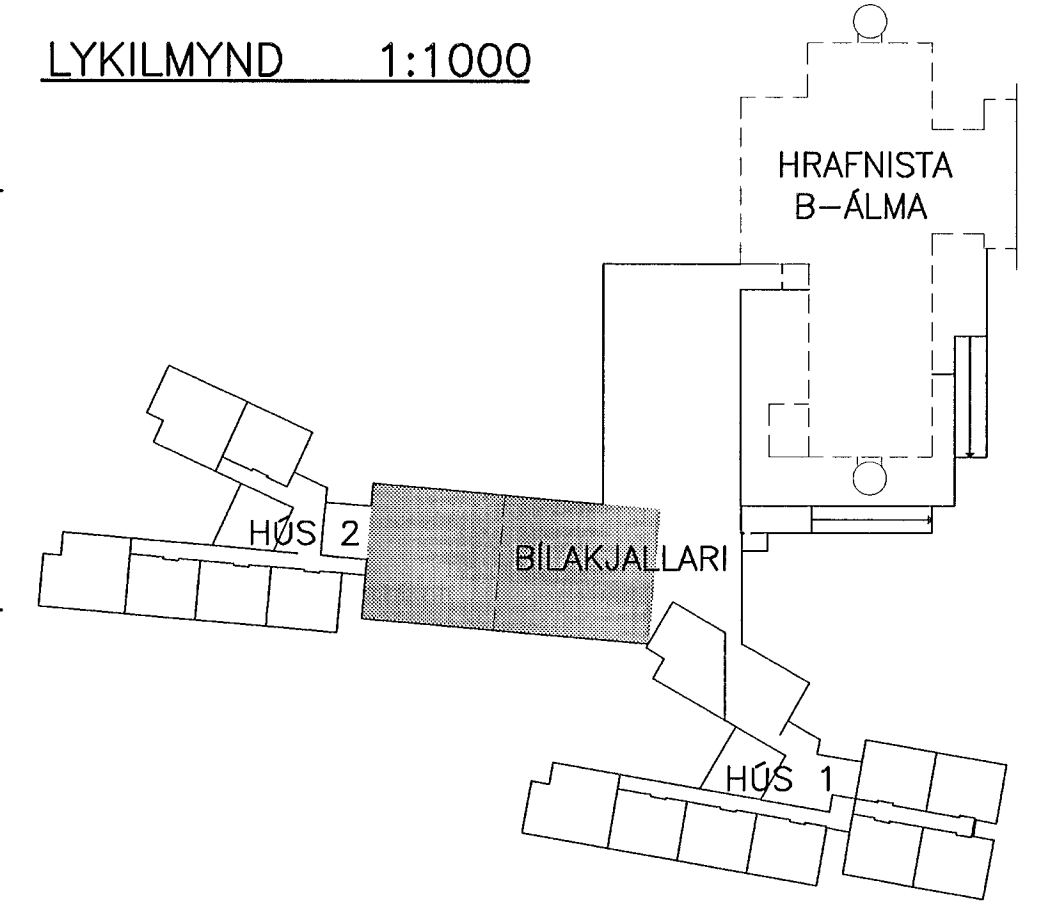 LYKILMYND 1:1000
HRAFNISTA
B-ÁLMA
HÚS 2
BÍLAKJALLARI
HÚS 1